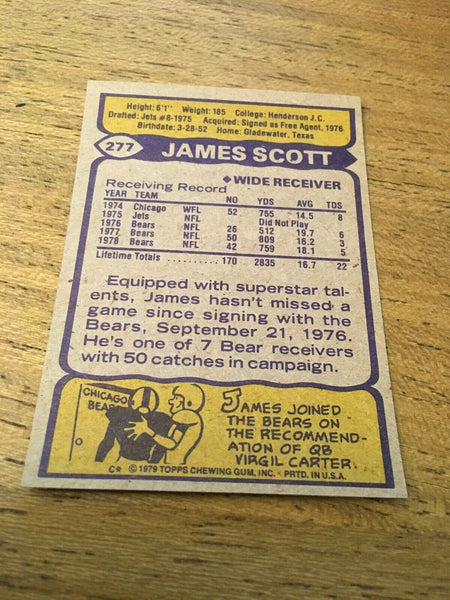 Height: 6'1" Weight: 185 College: Henderson J.C.
Drafted: Jets #8-1975 Acquired: Signed as Free Agent, 1976
Birthdate: 3-28-52 Home: Gladewater, Texas
277 JAMES SCOTT
Receiving Record ◆WIDE RECEIVER
YEAR TEAM NO YDS AVG TDS
1974 Chicago WFL 52 755 14.5 8
1975 Jets NFL Did Not Play
1976 Bears NFL 26 512 19.7 6
1977 Bears NFL 50 809 16.2 3
1978 Bears NFL 42 759 18.1 5
Lifetime Totals 170 2835 16.7 22
Equipped with superstar tal-
ents, James hasn't missed a
game since signing with the
Bears, September 21, 1976.
He's one of 7 Bear receivers
with 50 catches in campaign.
CHICAGO
BEARS
JAMES JOINED
THE BEARS ON
THE RECOMMEND-
ATION OF QB
VIRGIL CARTER.
C* © 1979 TOPPS CHEWING GUM, INC. PRTD. IN U.S.A.